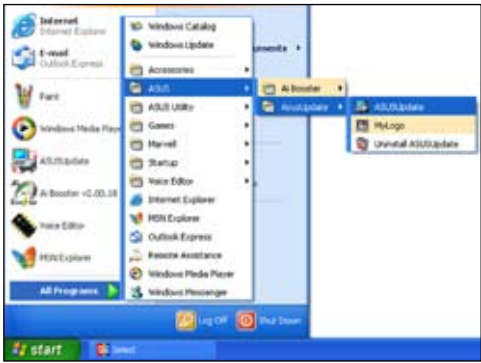 Internet
Internet Explorer
E-mail
Outlook Express
Paint
Windows Media Player
ASUSUpdate
Ai Booster v2.00.18
Voice Editor
MSN Explorer
All Programs
Windows Catalog
Windows Update
Accessories
ASUS
ASUS Utility
Games
Marvell
Startup
Voice Editor
Internet Explorer
MSN Explorer
Outlook Express
Remote Assistance
Windows Media Player
Windows Messenger
Ai Booster
AsusUpdate
ASUSUpdate
MyLogo
Uninstall ASUSUpdate
Log Off
Shut Down
start